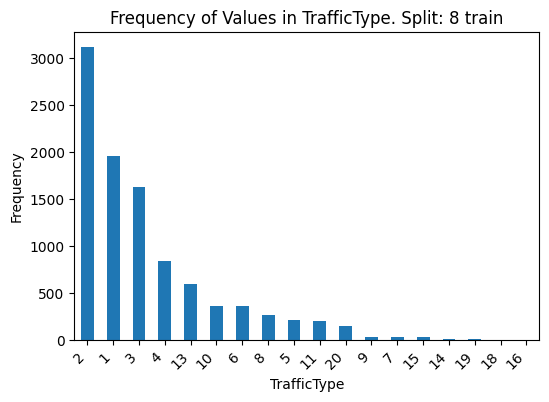 Frequency of Values in TrafficType. Split: 8 train
Frequency
3000
2500
2000
1500
1000
500
0
2 1 3 4 13 10 6 8 5 11 20 9 7 15 14 19 18 16
TrafficType